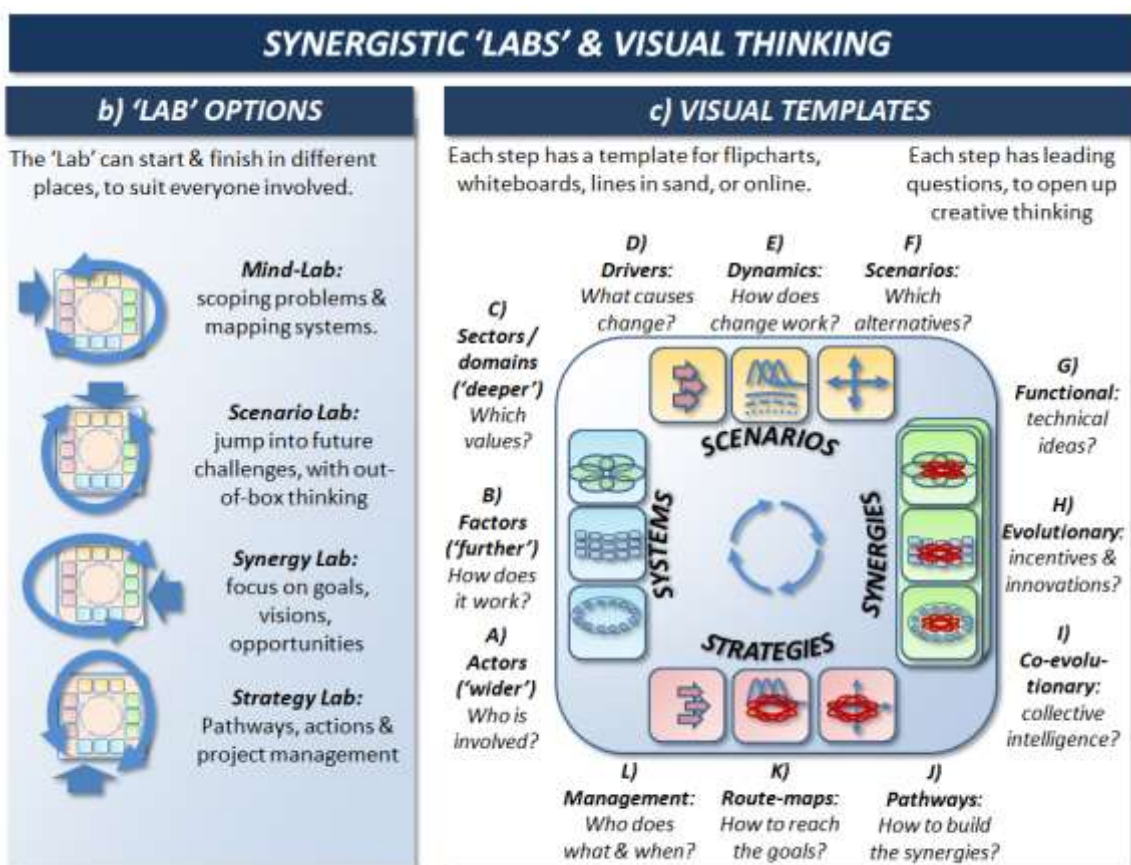 SYNERGISTIC ‘LABS’ & VISUAL THINKING
b) ‘LAB’ OPTIONS
The ‘Lab’ can start & finish in different
places, to suit everyone involved.
Mind-Lab:
scoping problems &
mapping systems.
Scenario Lab:
jump into future
challenges, with out-
of-box thinking
Synergy Lab:
focus on goals,
visions,
opportunities
Strategy Lab:
Pathways, actions &
project management
c) VISUAL TEMPLATES
Each step has a template for flipcharts,
whiteboards, lines in sand, or online.
Each step has leading
questions, to open up
creative thinking
A)
Actors
(‘wider’)
Who is
involved?
B)
Factors
(‘further’)
How does
it work?
C)
Sectors /
domains
(‘deeper’)
Which
values?
D)
Drivers:
What causes
change?
E)
Dynamics:
How does
change work?
F)
Scenarios:
Which
alternatives?
G)
Functional:
technical
ideas?
H)
Evolutionary:
incentives &
innovations?
I)
Co-evolu-
tionary:
collective
intelligence?
J)
Pathways:
How to build
the synergies?
K)
Route-maps:
How to reach
the goals?
L)
Management:
Who does
what & when?
SYSTEMS
SCENARIOS
SYNERGIES
STRATEGIES